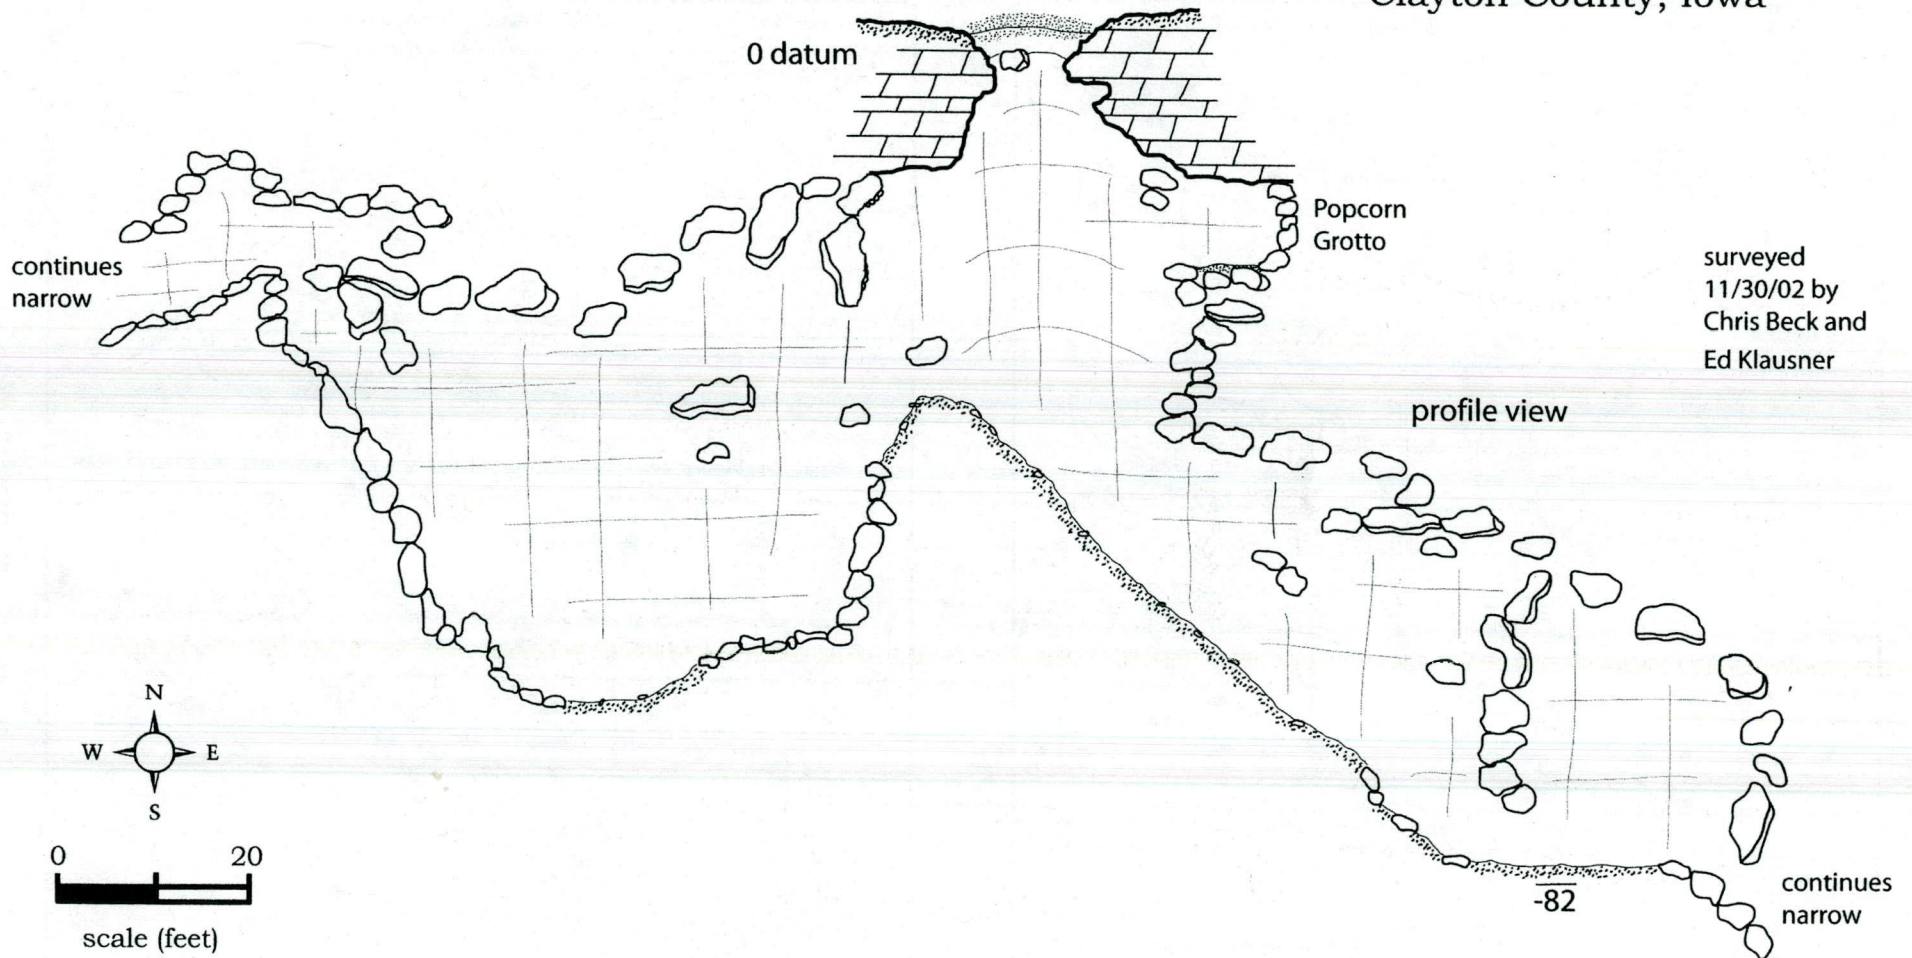 Clayton County, Iowa
0 datum
Popcorn
Grotto
continues
narrow
surveyed
11/30/02 by
Chris Beck and
Ed Klausner
profile view
N
W E
S
0 20
scale (feet)
-82
continues
narrow